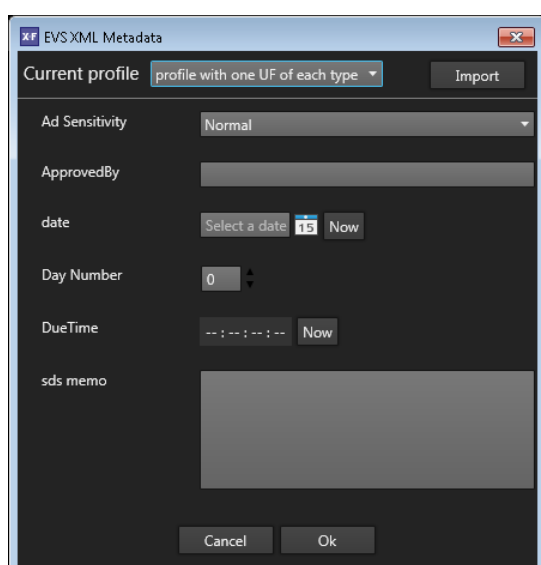 XF EVS XML Metadata
Current profile profile with one UF of each type Import
Ad Sensitivity Normal
ApprovedBy
date Select a date 15 Now
Day Number 0
DueTime --:--:--:-- Now
sds memo
Cancel Ok